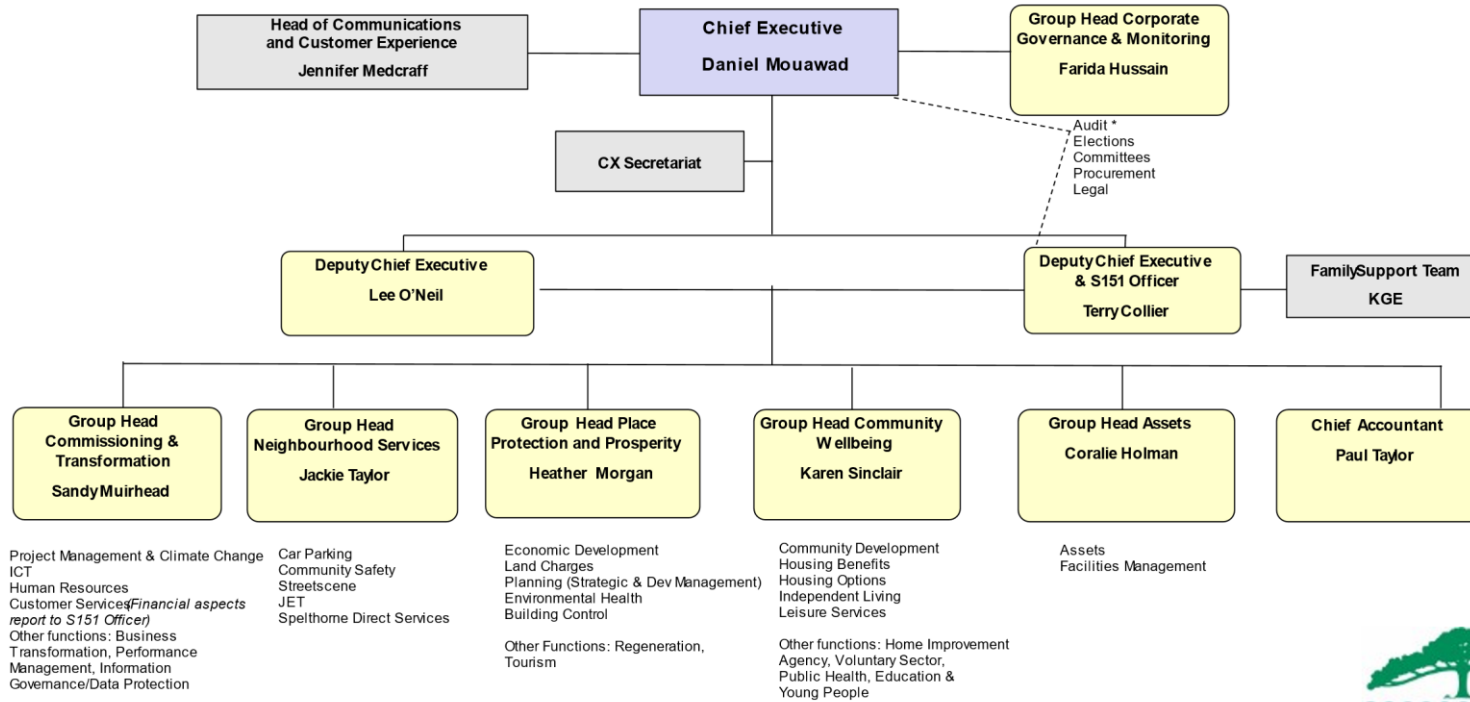 Head of Communications
and Customer Experience
Jennifer Medcraff
Chief Executive
Daniel Mouawad
Group Head Corporate
Governance & Monitoring
Farida Hussain
Audit *
Elections
Committees
Procurement
Legal
CX Secretariat
Deputy Chief Executive
Lee O'Neil
Deputy Chief Executive
& S151 Officer
Terry Collier
Family Support Team
KGE
Group Head
Commissioning &
Transformation
Sandy Muirhead
Group Head
Neighbourhood Services
Jackie Taylor
Group Head Place
Protection and Prosperity
Heather Morgan
Group Head Community
Wellbeing
Karen Sinclair
Group Head Assets
Coralie Holman
Chief Accountant
Paul Taylor
Project Management & Climate Change
ICT
Human Resources
Customer Services(Financial aspects
report to S151 Officer)
Other functions: Business
Transformation, Performance
Management, Information
Governance/Data Protection
Car Parking
Community Safety
Streetscene
JET
Spelthorne Direct Services
Economic Development
Land Charges
Planning (Strategic & Dev Management)
Environmental Health
Building Control
Other Functions: Regeneration,
Tourism
Community Development
Housing Benefits
Housing Options
Independent Living
Leisure Services
Other functions: Home Improvement
Agency, Voluntary Sector,
Public Health, Education &
Young People
Assets
Facilities Management